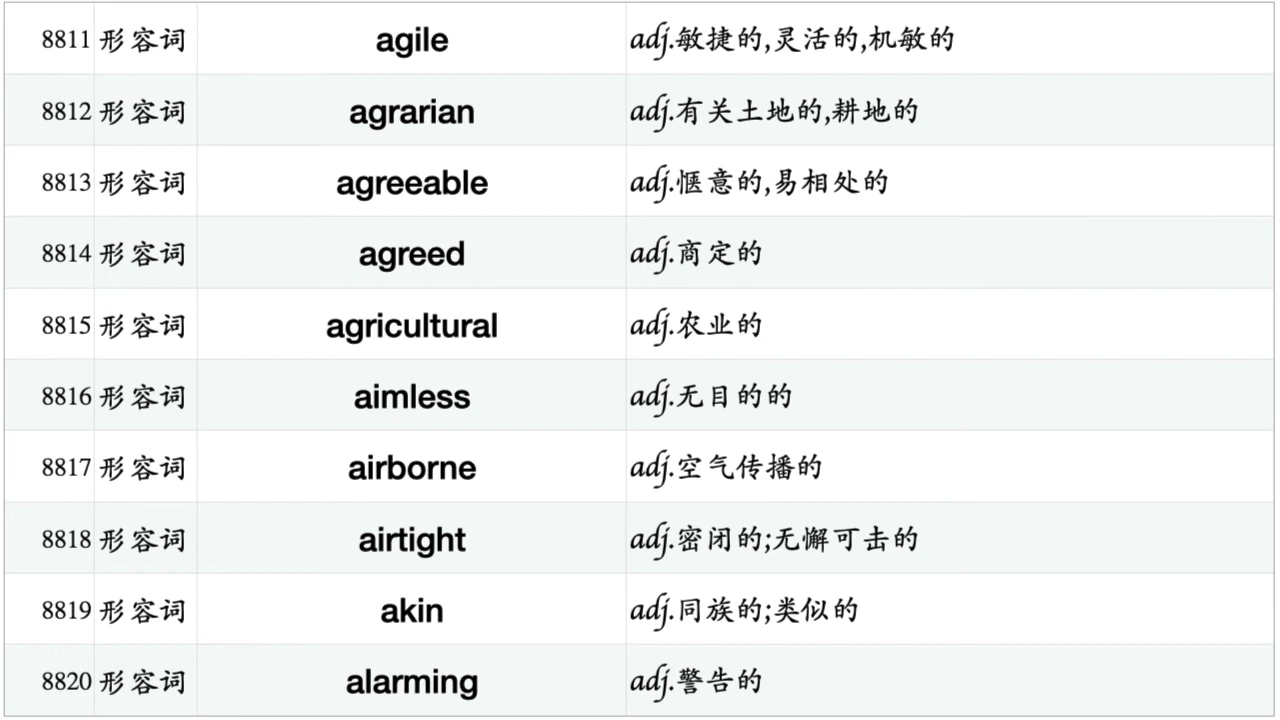 8811 形容词 agile adj.敏捷的,灵活的,机敏的
8812 形容词 agrarian adj.有关土地的,耕地的
8813 形容词 agreeable adj.惬意的,易相处的
8814 形容词 agreed adj.商定的
8815 形容词 agricultural adj.农业的
8816 形容词 aimless adj.无目的的
8817 形容词 airborne adj.空气传播的
8818 形容词 airtight adj.密闭的;无懈可击的
8819 形容词 akin adj.同族的;类似的
8820 形容词 alarming adj.警告的